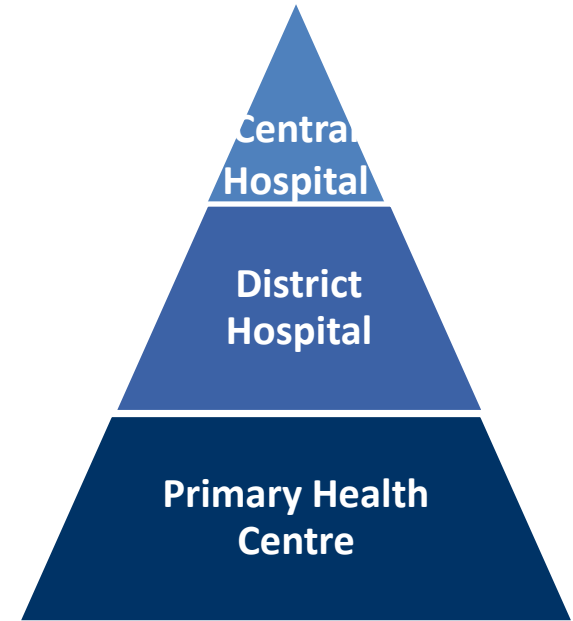 Central
Hospital
District
Hospital
Primary Health
Centre